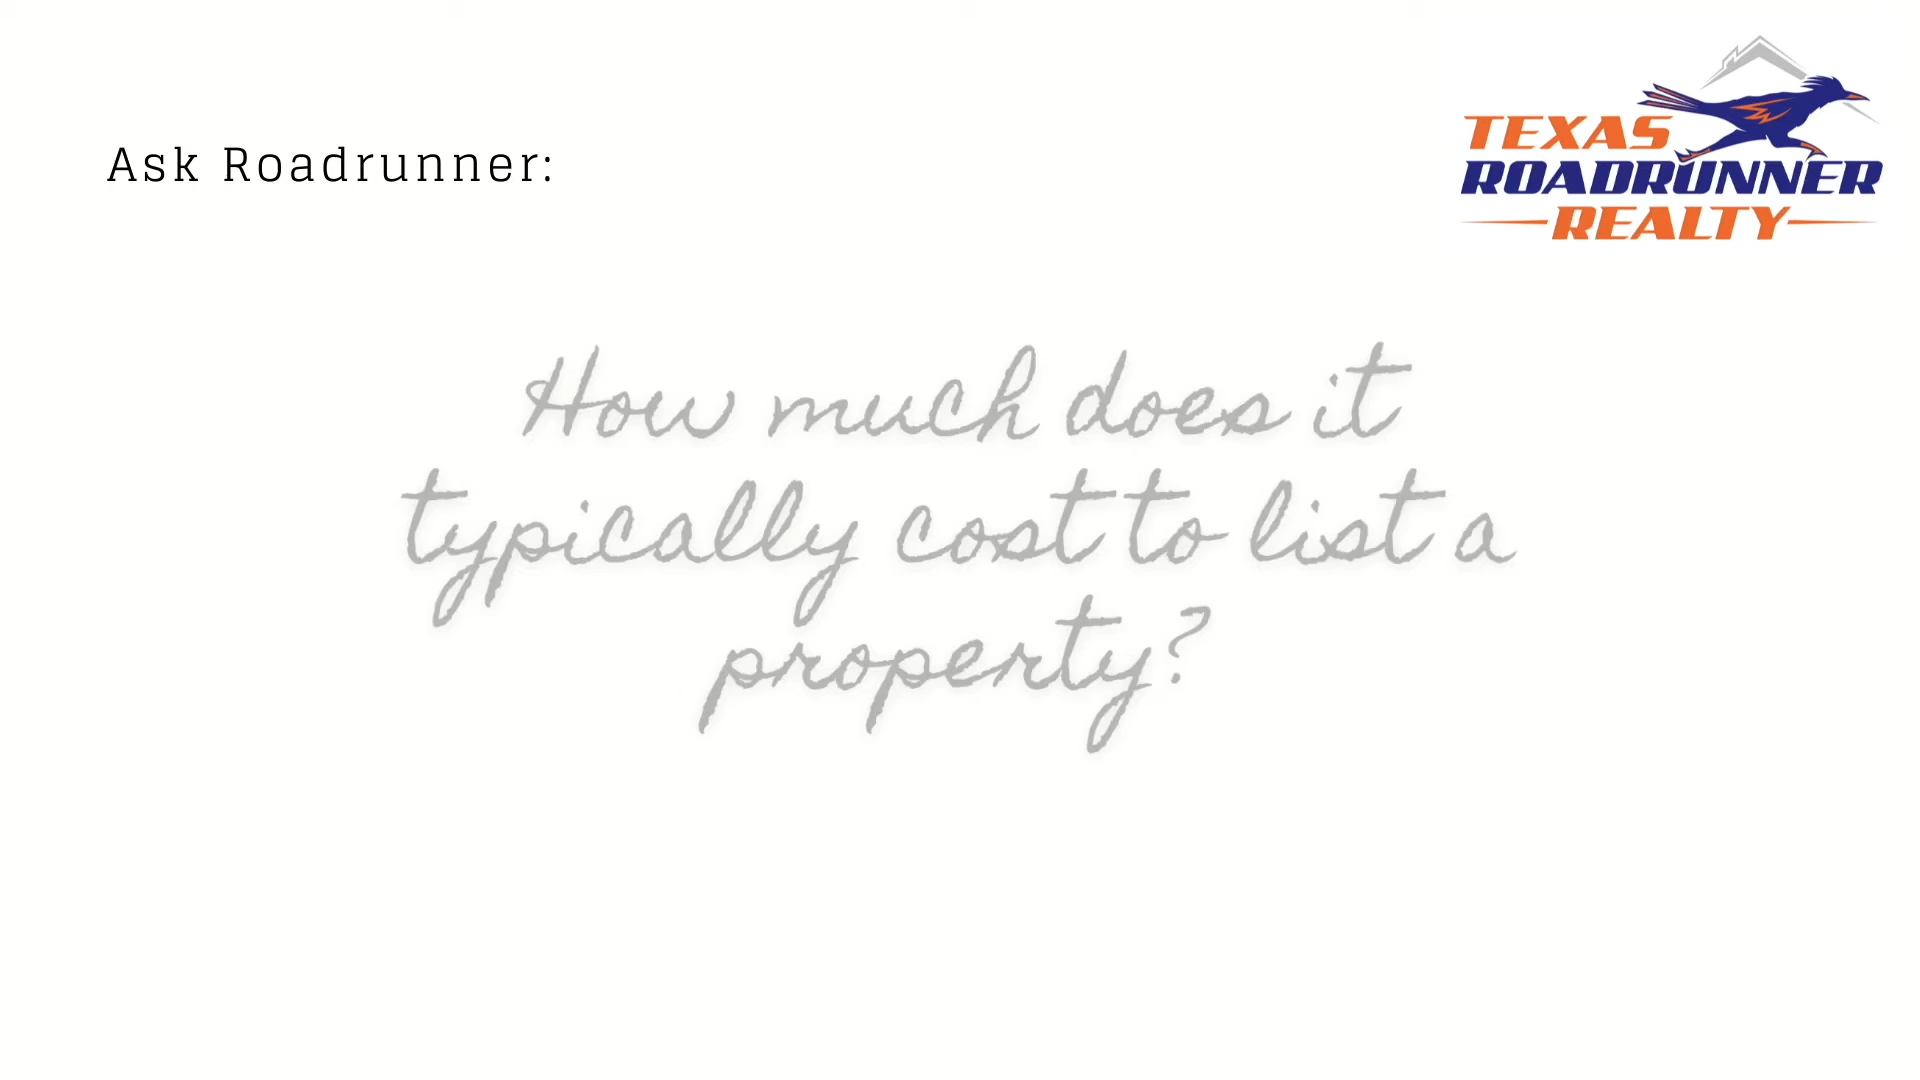 Ask Roadrunner:
TEXAS
ROADRUNNER
REALTY
How much does it
typically cost to list a
property?